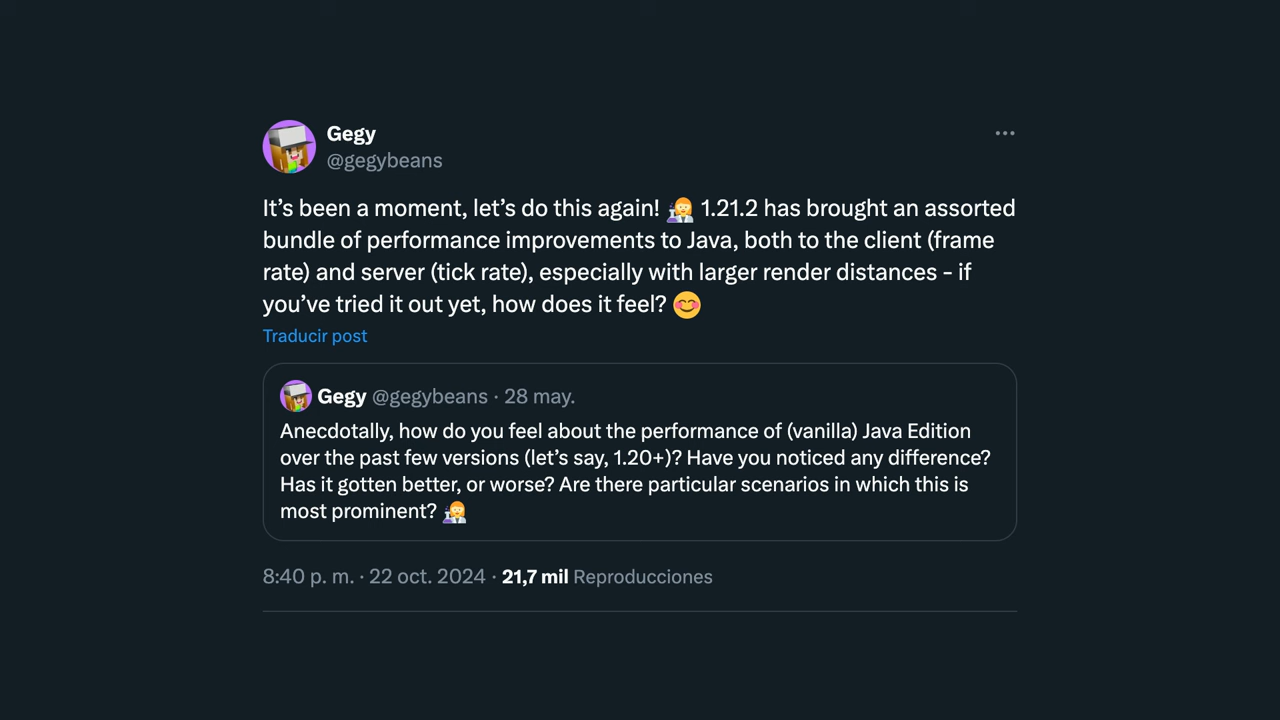 Gegy
@gegybeans
It’s been a moment, let’s do this again! 🧑‍🔬 1.21.2 has brought an assorted
bundle of performance improvements to Java, both to the client (frame
rate) and server (tick rate), especially with larger render distances - if
you’ve tried it out yet, how does it feel? 😊
Traducir post
Gegy @gegybeans · 28 may.
Anecdotally, how do you feel about the performance of (vanilla) Java Edition
over the past few versions (let’s say, 1.20+)? Have you noticed any difference?
Has it gotten better, or worse? Are there particular scenarios in which this is
most prominent? 🧑‍🔬
8:40 p. m. · 22 oct. 2024 · 21,7 mil Reproducciones